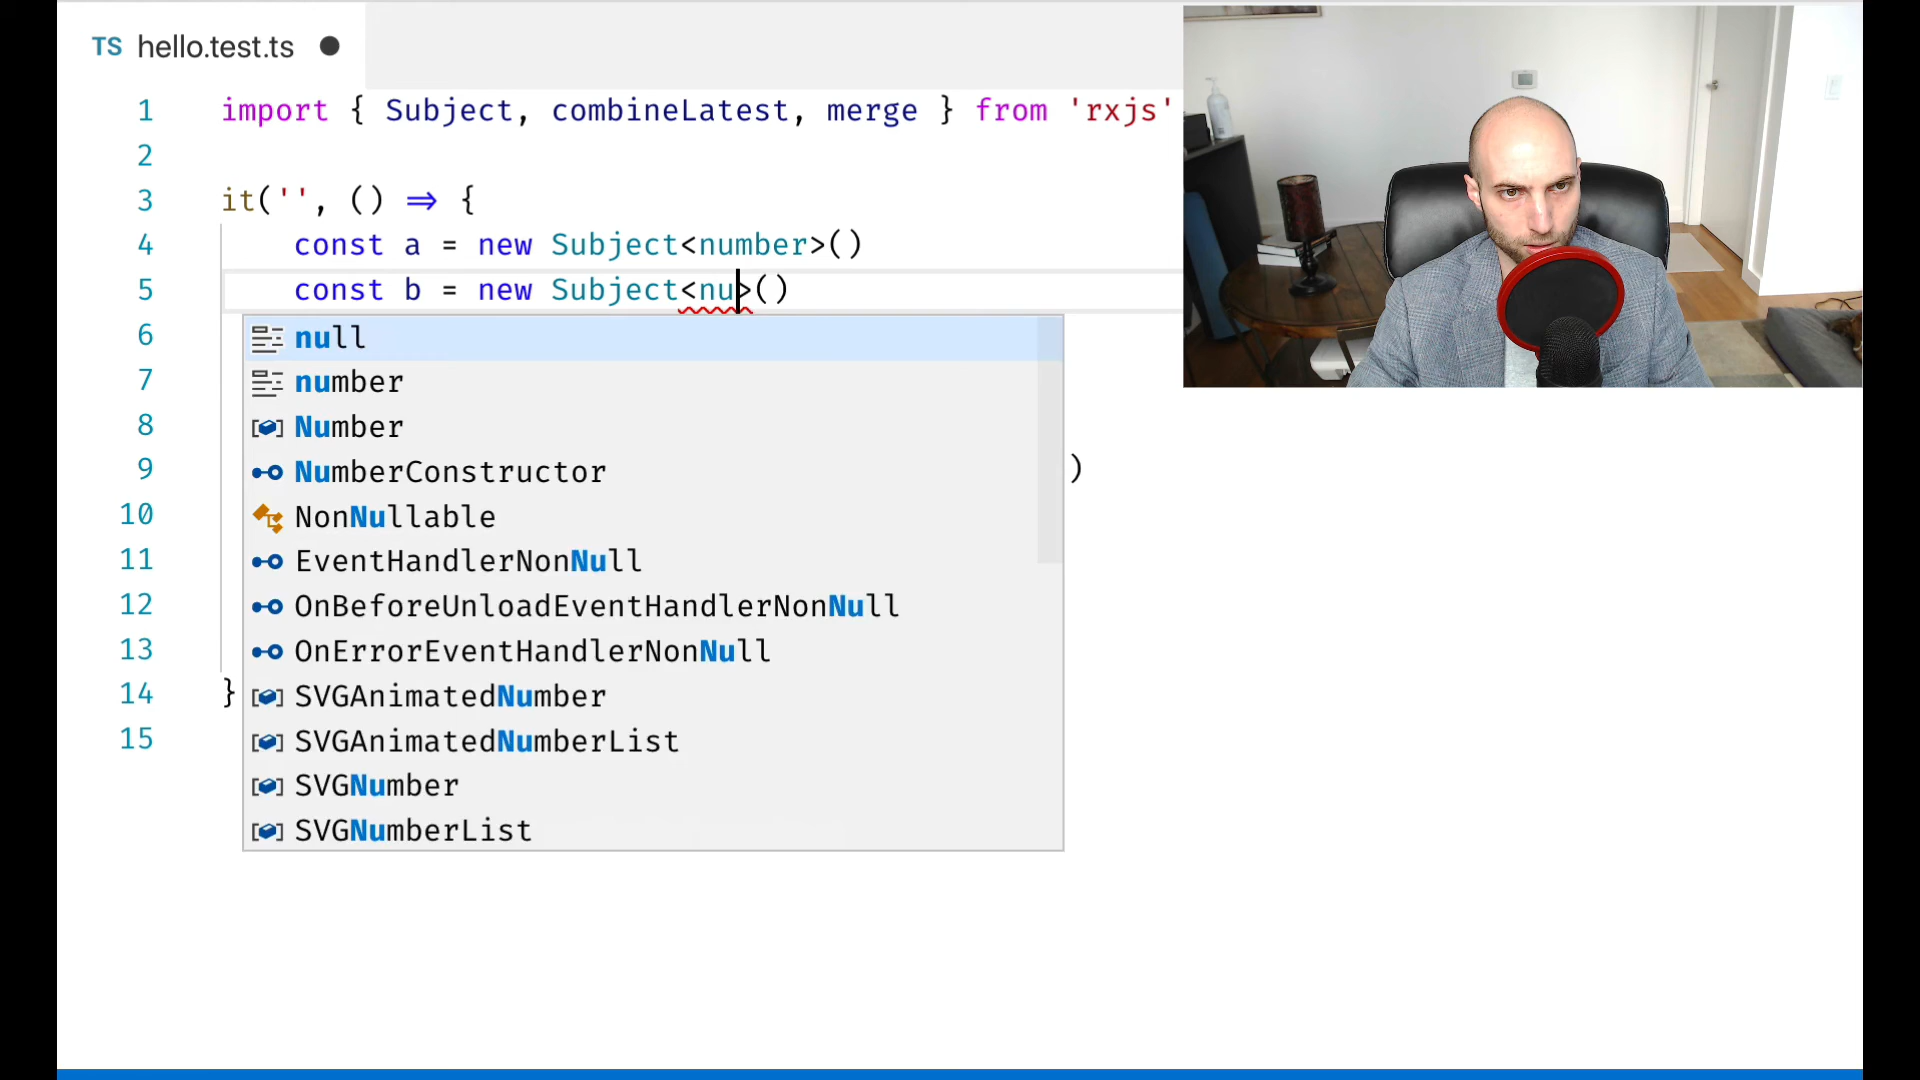 TS hello.test.ts
1 import { Subject, combineLatest, merge } from 'rxjs'
2
3 it('', () => {
4 const a = new Subject<number>()
5 const b = new Subject<nu>()
6 null
7 number
8 Number
9 NumberConstructor )
10 NonNullable
11 EventHandlerNonNull
12 OnBeforeUnloadEventHandlerNonNull
13 OnErrorEventHandlerNonNull
14 } SVGAnimatedNumber
15 SVGAnimatedNumberList
SVGNumber
SVGNumberList